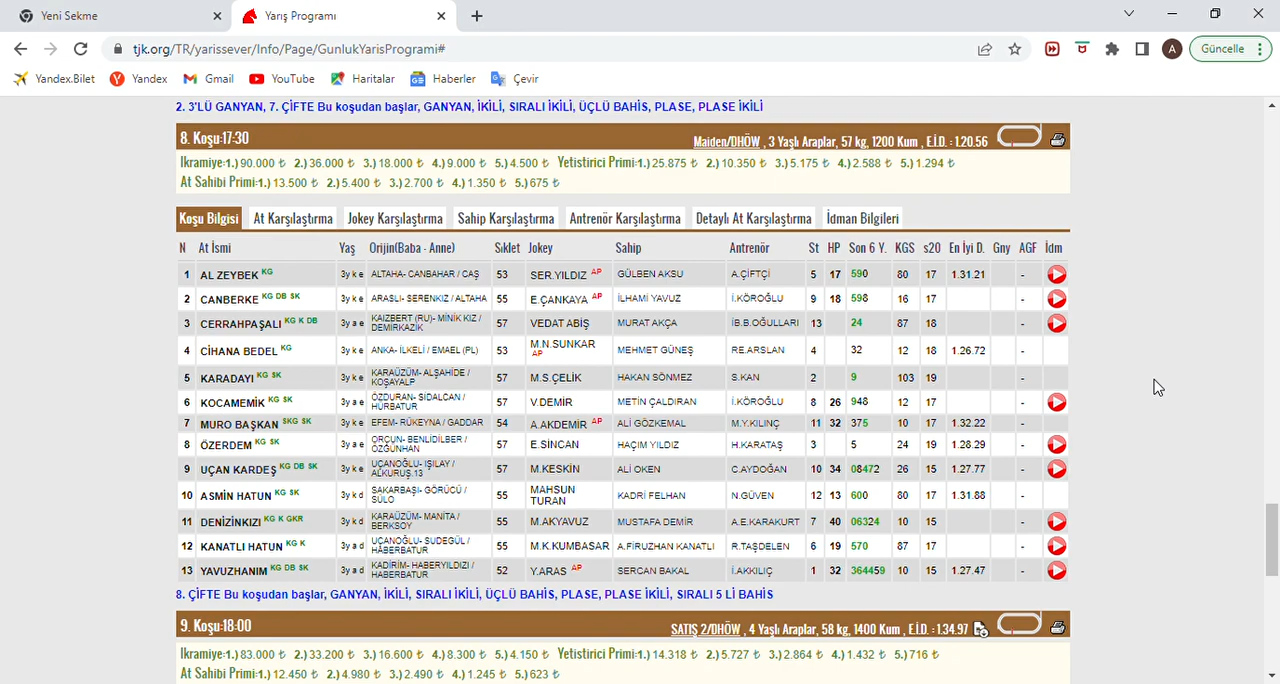 Yeni Sekme
Yarış Programı
tjk.org/TR/yarissever/Info/Page/GunlukYarisProgrami#
A
Güncelle
Yandex.Bilet Yandex Gmail YouTube Haritalar Haberler Çevir
2. 3'LÜ GANYAN, 7. ÇİFTE Bu koşudan başlar, GANYAN, İKİLİ, SIRALI İKİLİ, ÜÇLÜ BAHİS, PLASE, PLASE İKİLİ
8. Koşu:17:30 Maiden/DHÖW , 3 Yaşlı Araplar, 57 kg, 1200 Kum , E.İ.D. : 1.20.56
Ikramiye:1.) 90.000 ₺ 2.) 36.000 ₺ 3.) 18.000 ₺ 4.) 9.000 ₺ 5.) 4.500 ₺ Yetistirici Primi:1.) 25.875 ₺ 2.) 10.350 ₺ 3.) 5.175 ₺ 4.) 2.588 ₺ 5.) 1.294 ₺
At Sahibi Primi:1.) 13.500 ₺ 2.) 5.400 ₺ 3.) 2.700 ₺ 4.) 1.350 ₺ 5.) 675 ₺
Koşu Bilgisi At Karşılaştırma Jokey Karşılaştırma Sahip Karşılaştırma Antrenör Karşılaştırma Detaylı At Karşılaştırma İdman Bilgileri
N At İsmi Yaş Orijin(Baba - Anne) Sıklet Jokey Sahip Antrenör St HP Son 6 Y. KGS s20 En İyi D. Gny AGF İdm
1 AL ZEYBEK KG 3y k e ALTAHA- CANBAHAR / CAŞ 53 SER.YILDIZ AP GÜLBEN AKSU A.ÇİFTÇİ 5 17 590 80 17 1.31.21 -
2 CANBERKE KG DB SK 3y k e ARASLI- SERENKIZ / ALTAHA 55 E.ÇANKAYA AP İLHAMİ YAVUZ İ.KÖROĞLU 9 18 598 16 17 -
3 CERRAHPAŞALI KG K DB 3y a e KAIZBERT (RU)- MİNİK KIZ / DEMİRKAZIK 57 VEDAT ABİŞ MURAT AKÇA İB.B.OĞULLARI 13 24 87 18 -
4 CİHANA BEDEL KG 3y k e ANKA- İLKELİ / EMAEL (PL) 53 M.N.SUNKAR AP MEHMET GÜNEŞ RE.ARSLAN 4 32 12 18 1.26.72 -
5 KARADAYI KG SK 3y k e KARAÜZÜM- ALŞAHİDE / KOŞAYALP 57 M.S.ÇELİK HAKAN SÖNMEZ S.KAN 2 9 103 19 -
6 KOCAMEMİK KG SK 3y a e ÖZDURAN- SİDALCAN / HÜRBATUR 57 V.DEMİR METİN ÇALDIRAN İ.KÖROĞLU 8 26 948 12 17 -
7 MURO BAŞKAN SKG SK 3y k e EFEM- RÜKEYNA / GADDAR 54 A.AKDEMİR AP ALİ GÖZKEMAL M.Y.KILINÇ 11 32 375 10 17 1.32.22 -
8 ÖZERDEM KG SK 3y a e ORÇUN- BENLİDİLBER / ÖZGÜNHAN 57 E.SİNCAN HAÇIM YILDIZ H.KARATAŞ 3 5 24 19 1.28.29 -
9 UÇAN KARDEŞ KG DB SK 3y k e UÇANOĞLU- IŞILAY / ALKURUŞ.13 57 M.KESKİN ALİ OKEN C.AYDOĞAN 10 34 08472 26 15 1.27.77 -
10 ASMİN HATUN KG SK 3y k d SAKARBAŞI- GÖRÜCÜ / SÜLO 55 MAHSUN TURAN KADRİ FELHAN N.GÜVEN 12 13 600 80 17 1.31.88 -
11 DENİZİNKIZI KG K GKR 3y k d KARAÜZÜM- MANİTA / BERKSOY 55 M.AKYAVUZ MUSTAFA DEMİR A.E.KARAKURT 7 40 06324 10 15 -
12 KANATLI HATUN KG K 3y a d UÇANOĞLU- SUDEGÜL / HABERBATUR 55 M.K.KUMBASAR A.FİRUZHAN KANATLI R.TAŞDELEN 6 19 570 87 17 -
13 YAVUZHANIM KG DB SK 3y a d KADİRİM- HABERYILDIZI / HABERBATUR 52 Y.ARAS AP SERCAN BAKAL İ.AKKILIÇ 1 32 364459 10 15 1.27.47 -
8. ÇİFTE Bu koşudan başlar, GANYAN, İKİLİ, SIRALI İKİLİ, ÜÇLÜ BAHİS, PLASE, PLASE İKİLİ, SIRALI 5 Lİ BAHİS
9. Koşu:18:00 SATIŞ 2/DHÖW , 4 Yaşlı Araplar, 58 kg, 1400 Kum , E.İ.D. : 1.34.97
Ikramiye:1.) 83.000 ₺ 2.) 33.200 ₺ 3.) 16.600 ₺ 4.) 8.300 ₺ 5.) 4.150 ₺ Yetistirici Primi:1.) 14.318 ₺ 2.) 5.727 ₺ 3.) 2.864 ₺ 4.) 1.432 ₺ 5.) 716 ₺
At Sahibi Primi:1.) 12.450 ₺ 2.) 4.980 ₺ 3.) 2.490 ₺ 4.) 1.245 ₺ 5.) 623 ₺